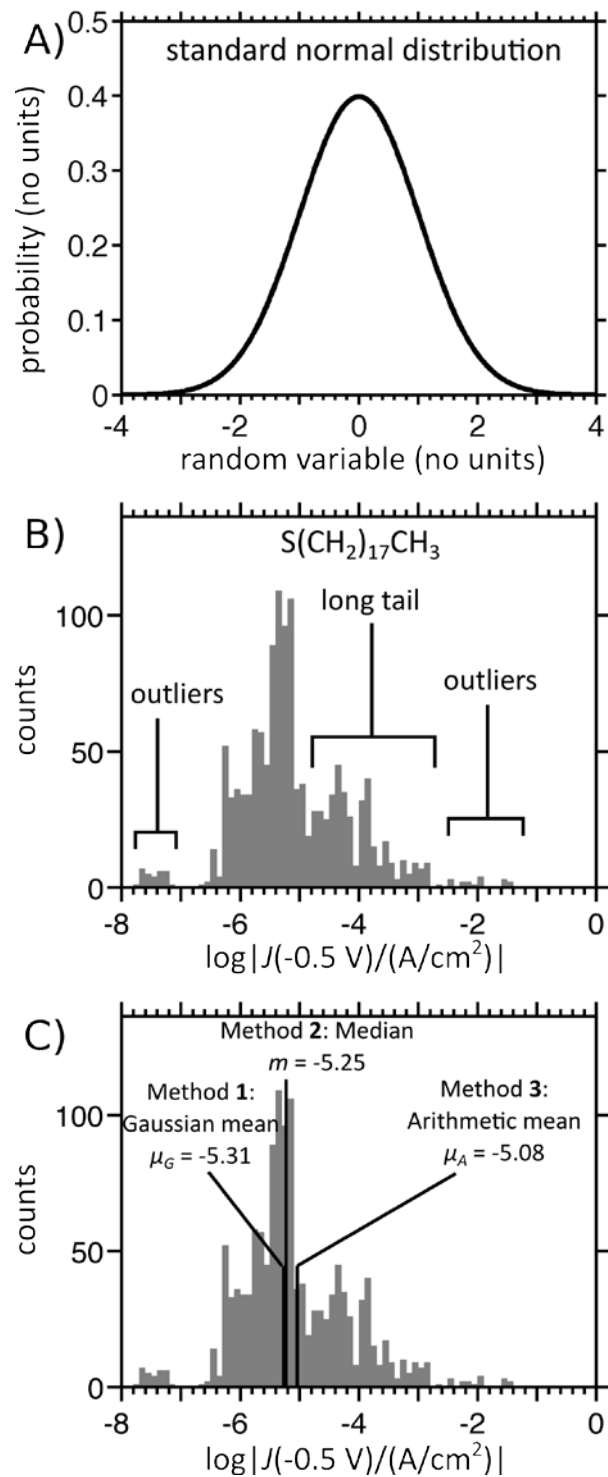 A)
standard normal distribution
probability (no units)
0.5
0.4
0.3
0.2
0.1
0
-4
-2
0
2
4
random variable (no units)
B)
S(CH₂)₁₇CH₃
long tail
outliers
outliers
counts
100
50
0
-8
-6
-4
-2
0
log|J(-0.5 V)/(A/cm²)|
C)
Method 2: Median
m = -5.25
Method 1:
Gaussian mean
μG = -5.31
Method 3:
Arithmetic mean
μA = -5.08
counts
100
50
0
-8
-6
-4
-2
0
log|J(-0.5 V)/(A/cm²)|